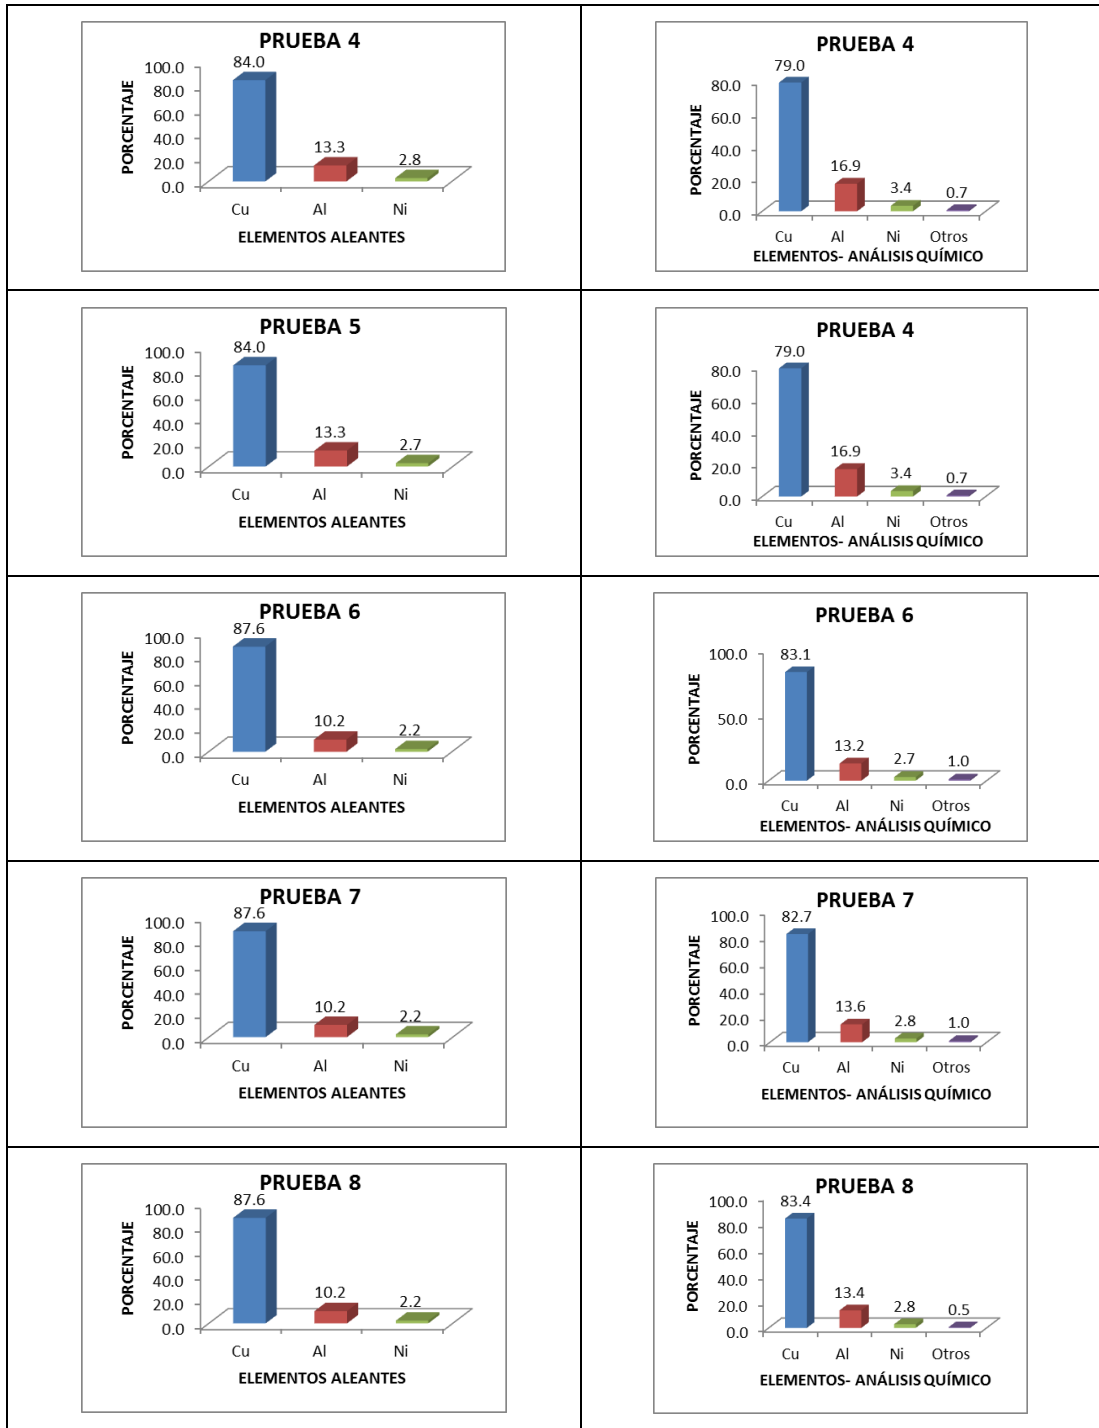 PRUEBA 4
84.0
100.0
80.0
60.0
40.0
20.0
0.0
13.3
2.8
Cu Al Ni
PORCENTAJE
ELEMENTOS ALEANTES
PRUEBA 4
79.0
80.0
60.0
40.0
20.0
0.0
16.9
3.4
0.7
Cu Al Ni Otros
PORCENTAJE
ELEMENTOS- ANÁLISIS QUÍMICO
PRUEBA 5
84.0
100.0
80.0
60.0
40.0
20.0
0.0
13.3
2.7
Cu Al Ni
PORCENTAJE
ELEMENTOS ALEANTES
PRUEBA 4
79.0
80.0
60.0
40.0
20.0
0.0
16.9
3.4
0.7
Cu Al Ni Otros
PORCENTAJE
ELEMENTOS- ANÁLISIS QUÍMICO
PRUEBA 6
87.6
100.0
80.0
60.0
40.0
20.0
0.0
10.2
2.2
Cu Al Ni
PORCENTAJE
ELEMENTOS ALEANTES
PRUEBA 6
83.1
100.0
50.0
0.0
13.2
2.7
1.0
Cu Al Ni Otros
PORCENTAJE
ELEMENTOS- ANÁLISIS QUÍMICO
PRUEBA 7
87.6
100.0
80.0
60.0
40.0
20.0
0.0
10.2
2.2
Cu Al Ni
PORCENTAJE
ELEMENTOS ALEANTES
PRUEBA 7
82.7
100.0
80.0
60.0
40.0
20.0
0.0
13.6
2.8
1.0
Cu Al Ni Otros
PORCENTAJE
ELEMENTOS- ANÁLISIS QUÍMICO
PRUEBA 8
87.6
100.0
80.0
60.0
40.0
20.0
0.0
10.2
2.2
Cu Al Ni
PORCENTAJE
ELEMENTOS ALEANTES
PRUEBA 8
83.4
100.0
80.0
60.0
40.0
20.0
0.0
13.4
2.8
0.5
Cu Al Ni Otros
PORCENTAJE
ELEMENTOS- ANÁLISIS QUÍMICO